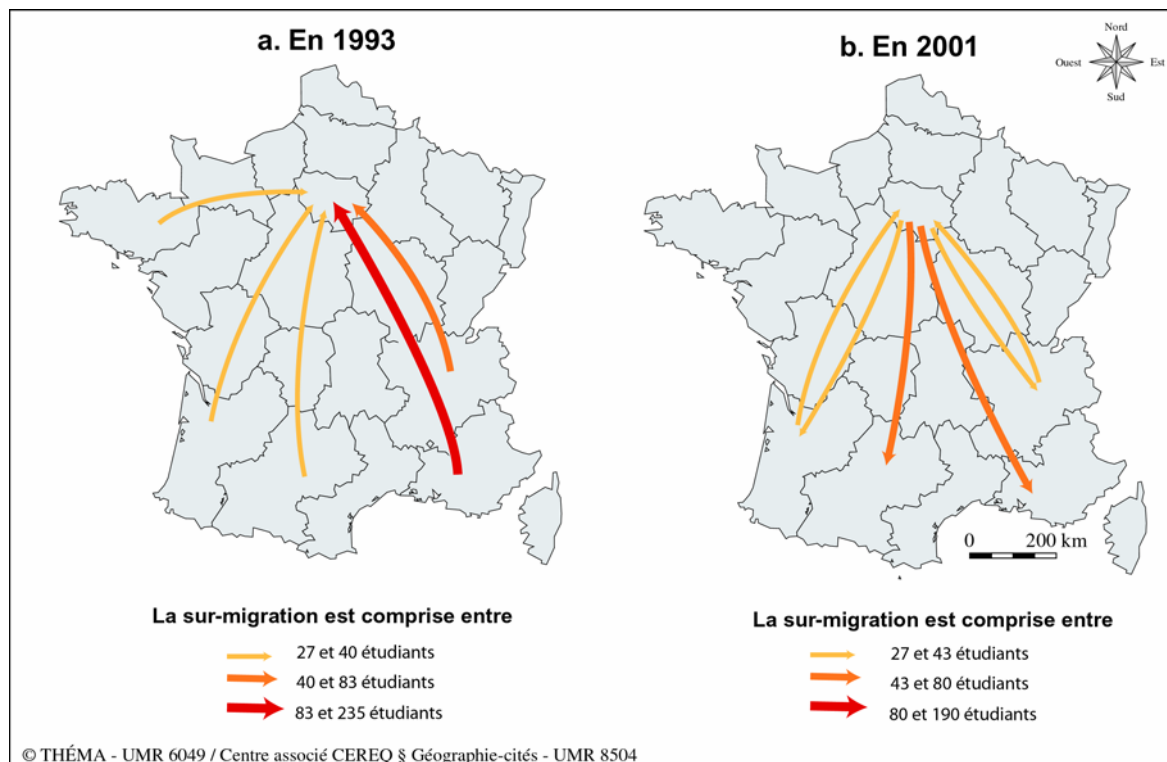 a. En 1993
b. En 2001
Nord
Ouest
Est
Sud
0 200 km
La sur-migration est comprise entre
27 et 40 étudiants
40 et 83 étudiants
83 et 235 étudiants
La sur-migration est comprise entre
27 et 43 étudiants
43 et 80 étudiants
80 et 190 étudiants
© THÉMA - UMR 6049 / Centre associé CEREQ § Géographie-cités - UMR 8504